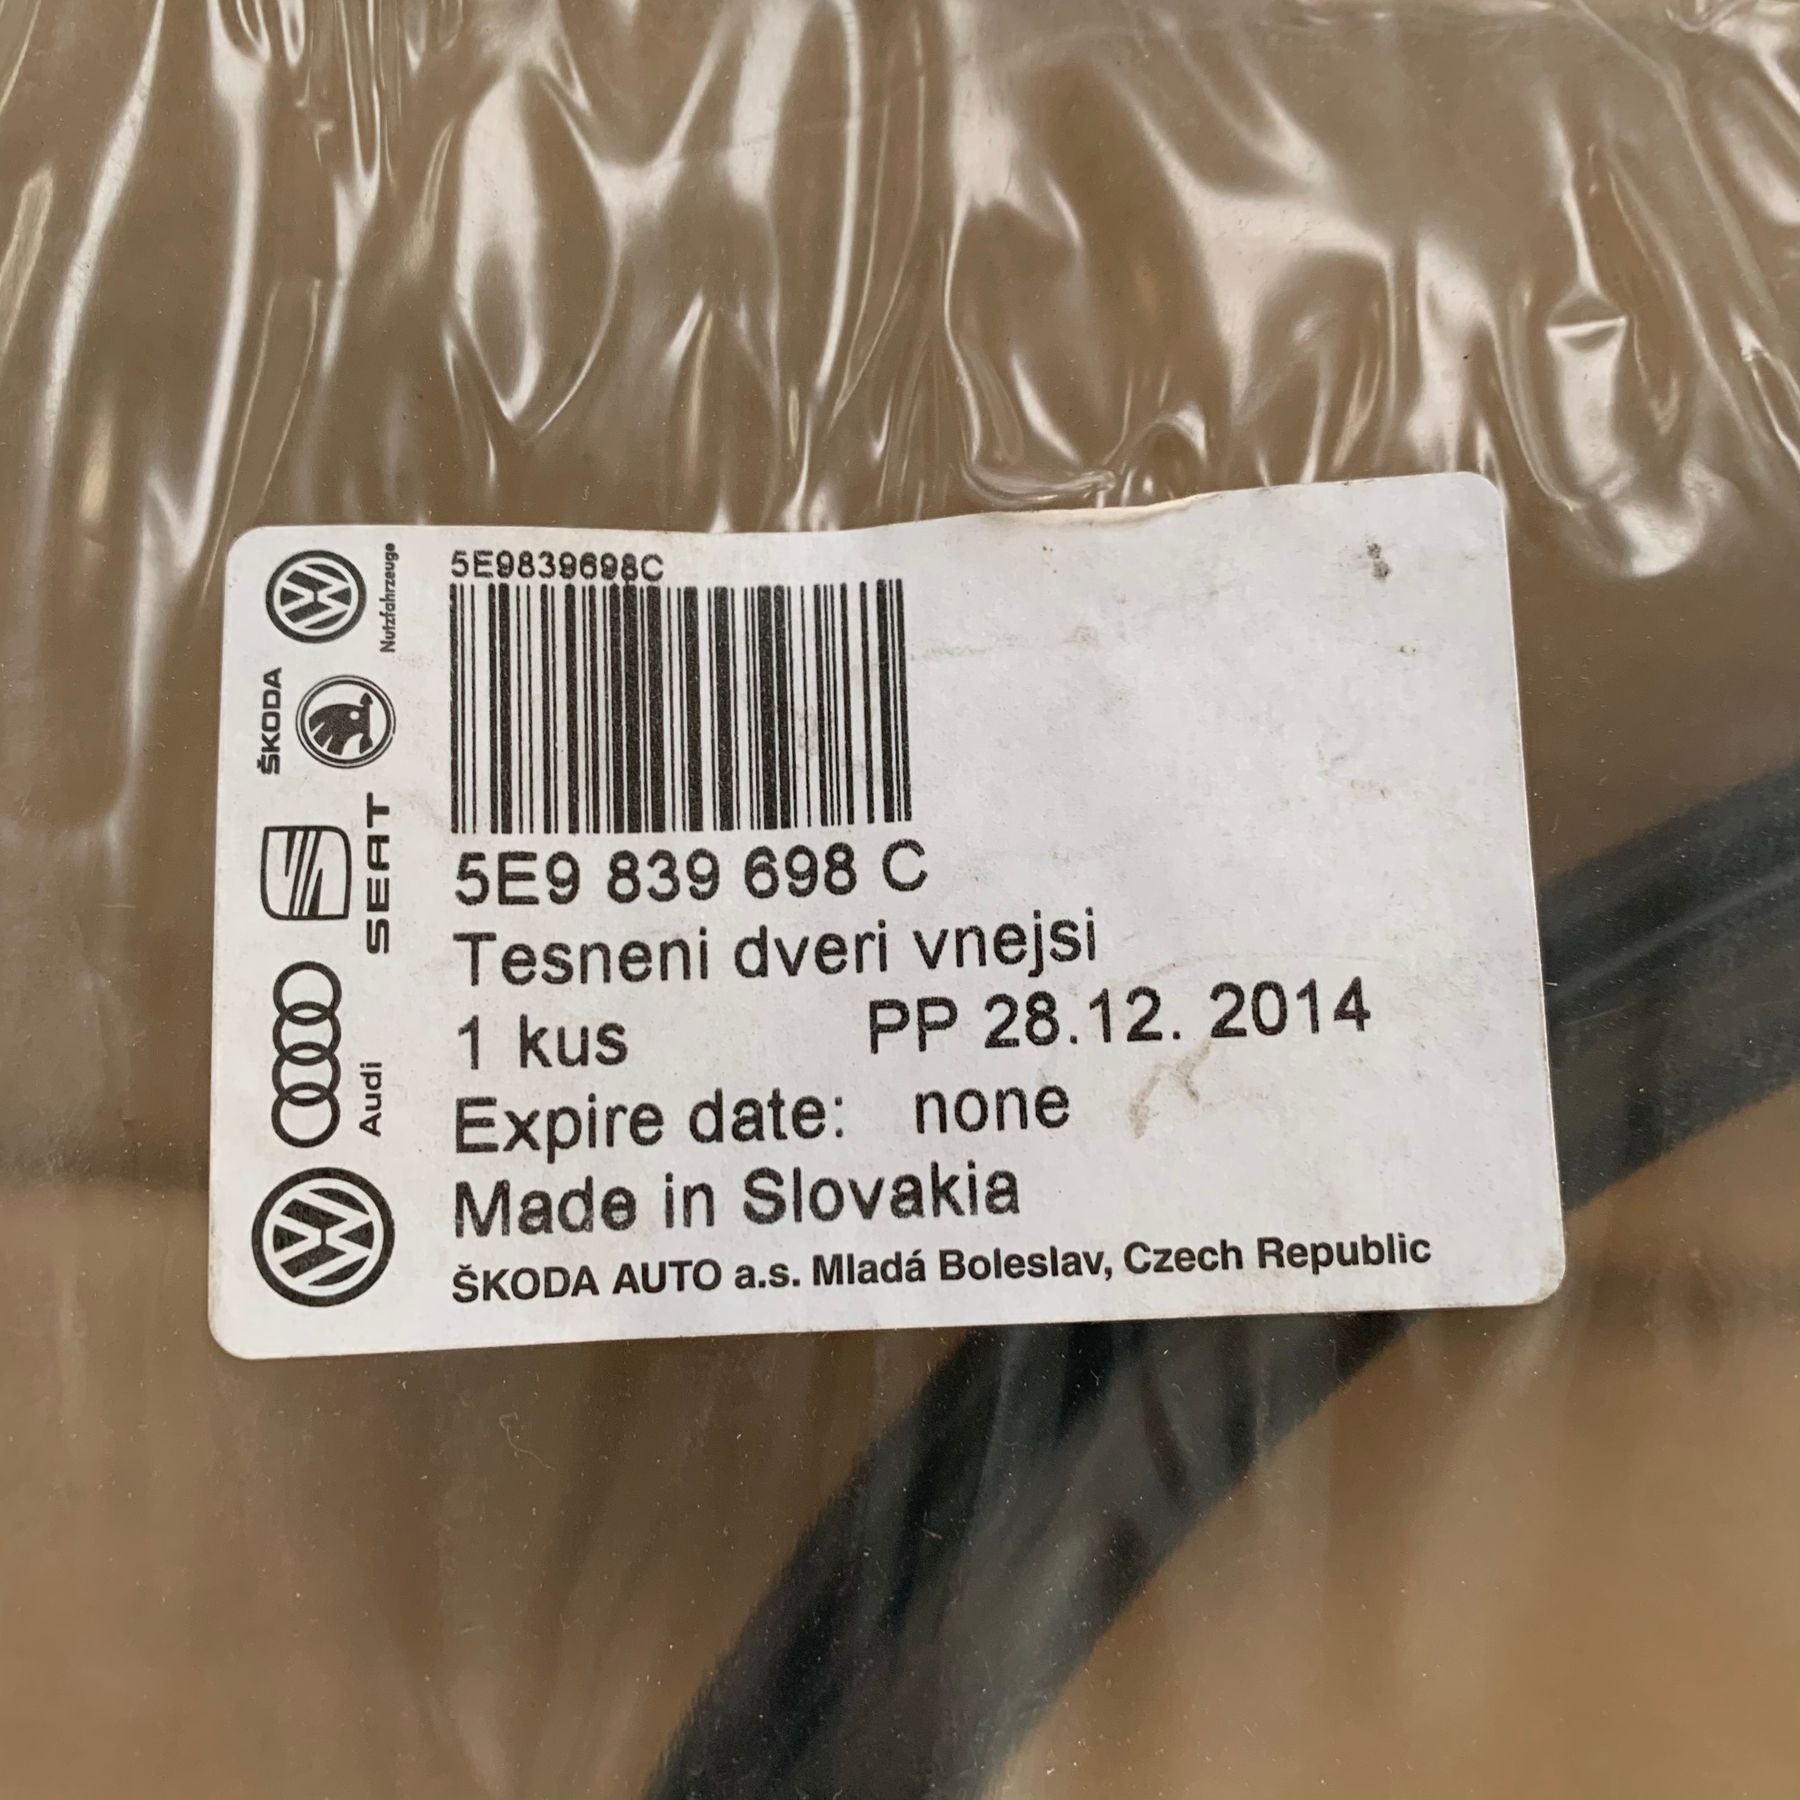 Nutzfahrzeuge
ŠKODA
SEAT
Audi
5E9839698C
5E9 839 698 C
Tesneni dveri vnejsi
1 kus PP 28.12. 2014
Expire date: none
Made in Slovakia
ŠKODA AUTO a.s. Mladá Boleslav, Czech Republic